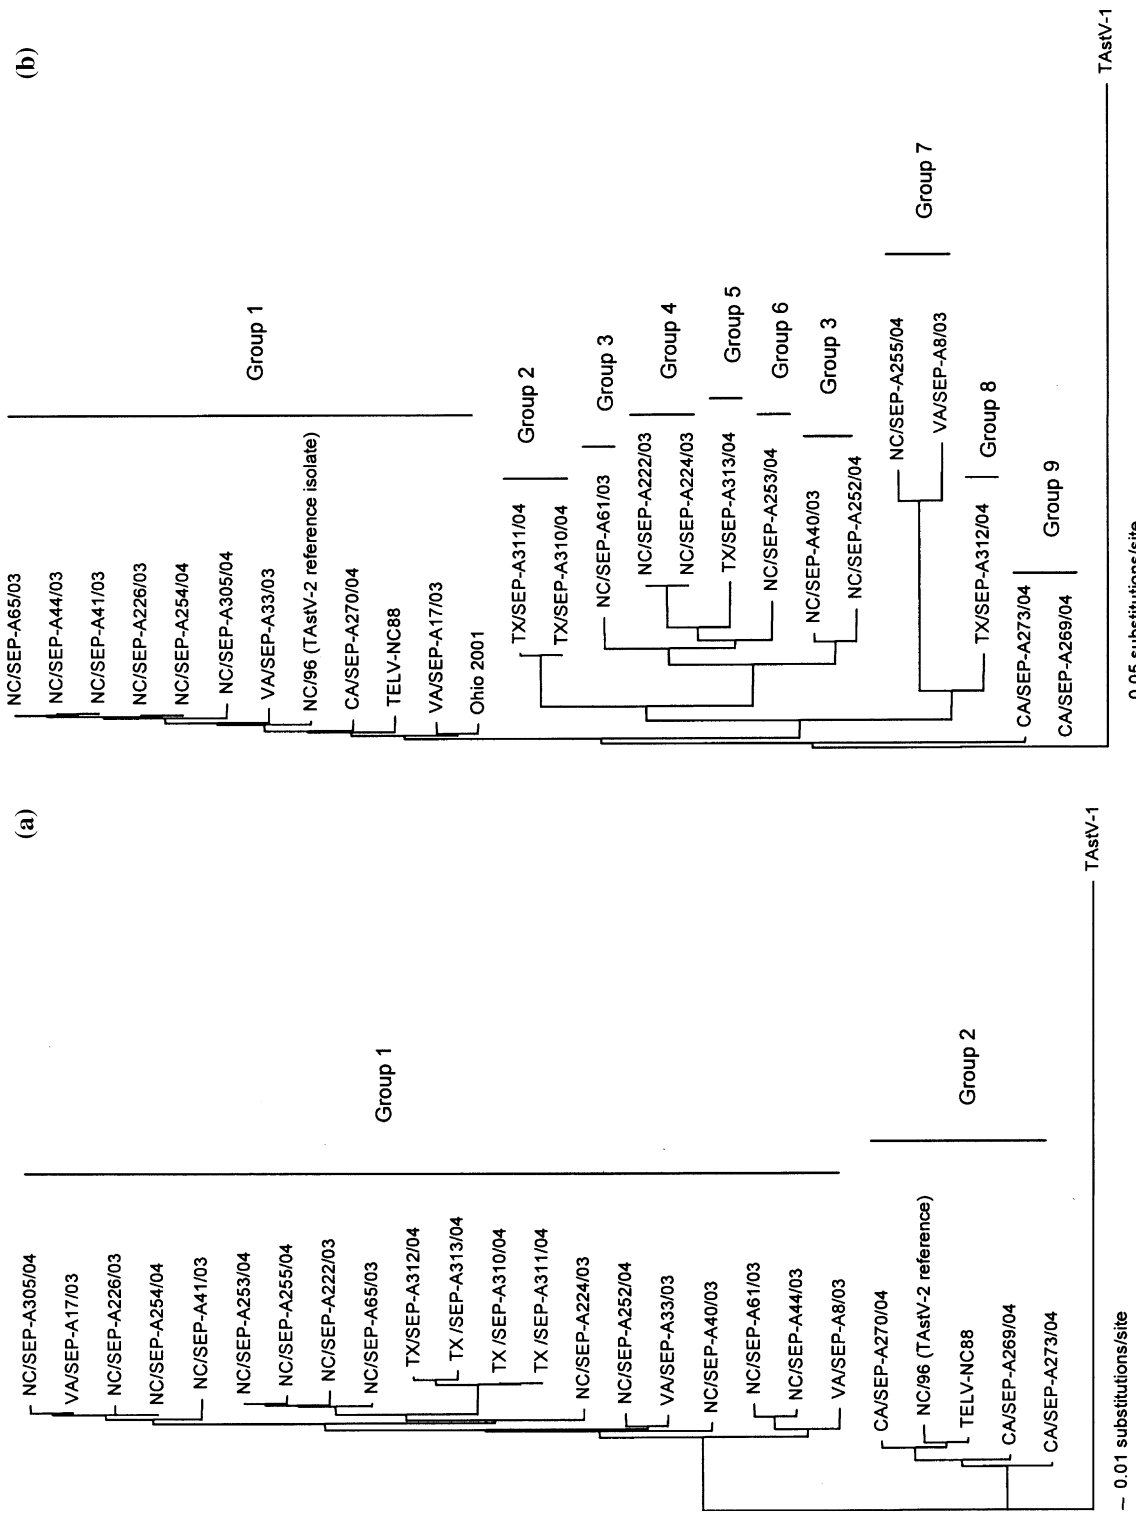 (a)
NC/SEP-A305/04
VA/SEP-A17/03
NC/SEP-A226/03
NC/SEP-A254/04
NC/SEP-A41/03
NC/SEP-A253/04
NC/SEP-A255/04
NC/SEP-A222/03
NC/SEP-A65/03
TX/SEP-A312/04
TX /SEP-A313/04
TX /SEP-A310/04
TX /SEP-A311/04
NC/SEP-A224/03
NC/SEP-A252/04
VA/SEP-A33/03
NC/SEP-A40/03
NC/SEP-A61/03
NC/SEP-A44/03
VA/SEP-A8/03
Group 1
CA/SEP-A270/04
NC/96 (TAstV-2 reference)
TELV-NC88
CA/SEP-A269/04
CA/SEP-A273/04
Group 2
TAstV-1
0.01 substitutions/site
(b)
NC/SEP-A65/03
NC/SEP-A44/03
NC/SEP-A41/03
NC/SEP-A226/03
NC/SEP-A254/04
NC/SEP-A305/04
VA/SEP-A33/03
NC/96 (TAstV-2 reference isolate)
CA/SEP-A270/04
TELV-NC88
VA/SEP-A17/03
Ohio 2001
Group 1
TX/SEP-A311/04
TX/SEP-A310/04
Group 2
NC/SEP-A61/03
Group 3
NC/SEP-A222/03
NC/SEP-A224/03
Group 4
TX/SEP-A313/04
Group 5
NC/SEP-A253/04
Group 6
NC/SEP-A40/03
NC/SEP-A252/04
Group 3
NC/SEP-A255/04
VA/SEP-A8/03
Group 7
TX/SEP-A312/04
Group 8
CA/SEP-A273/04
CA/SEP-A269/04
Group 9
TAstV-1
0.05 substitutions/site